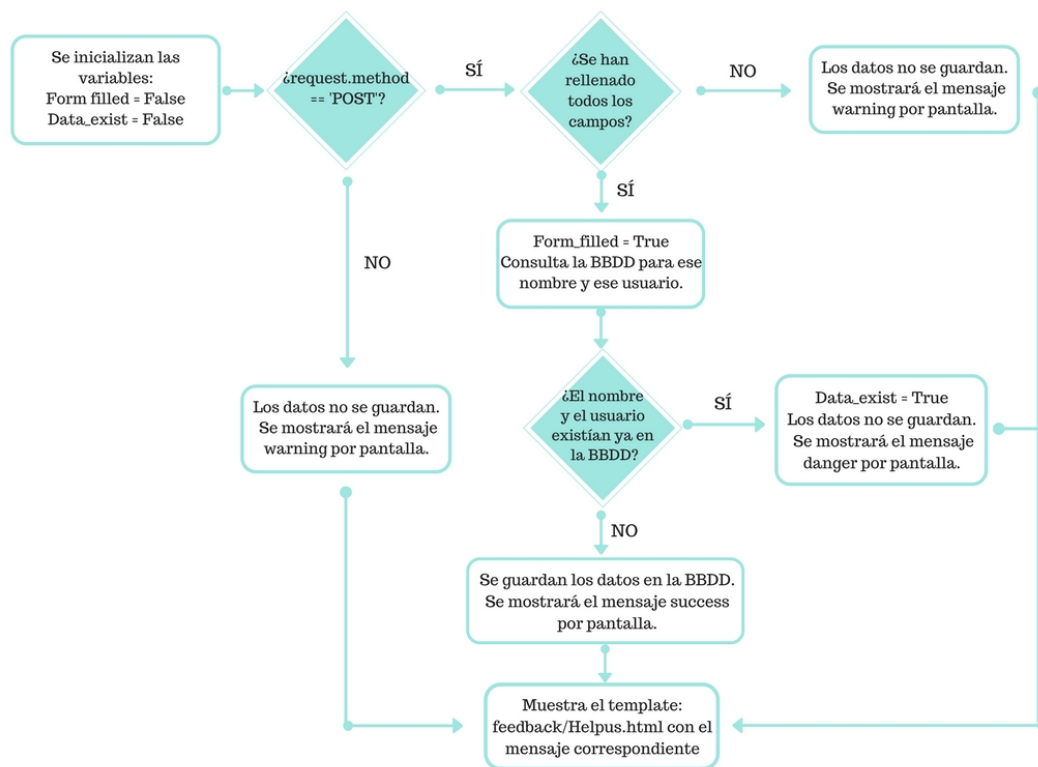 Se inicializan las
variables:
Form filled = False
Data_exist = False
¿request.method
== 'POST'?
SÍ
¿Se han
rellenado
todos los
campos?
NO
Los datos no se guardan.
Se mostrará el mensaje
warning por pantalla.
SÍ
NO
Form_filled = True
Consulta la BBDD para ese
nombre y ese usuario.
Los datos no se guardan.
Se mostrará el mensaje
warning por pantalla.
¿El nombre
y el usuario
existían ya en
la BBDD?
SÍ
Data_exist = True
Los datos no se guardan.
Se mostrará el mensaje
danger por pantalla.
NO
Se guardan los datos en la BBDD.
Se mostrará el mensaje success
por pantalla.
Muestra el template:
feedback/Helpus.html con el
mensaje correspondiente